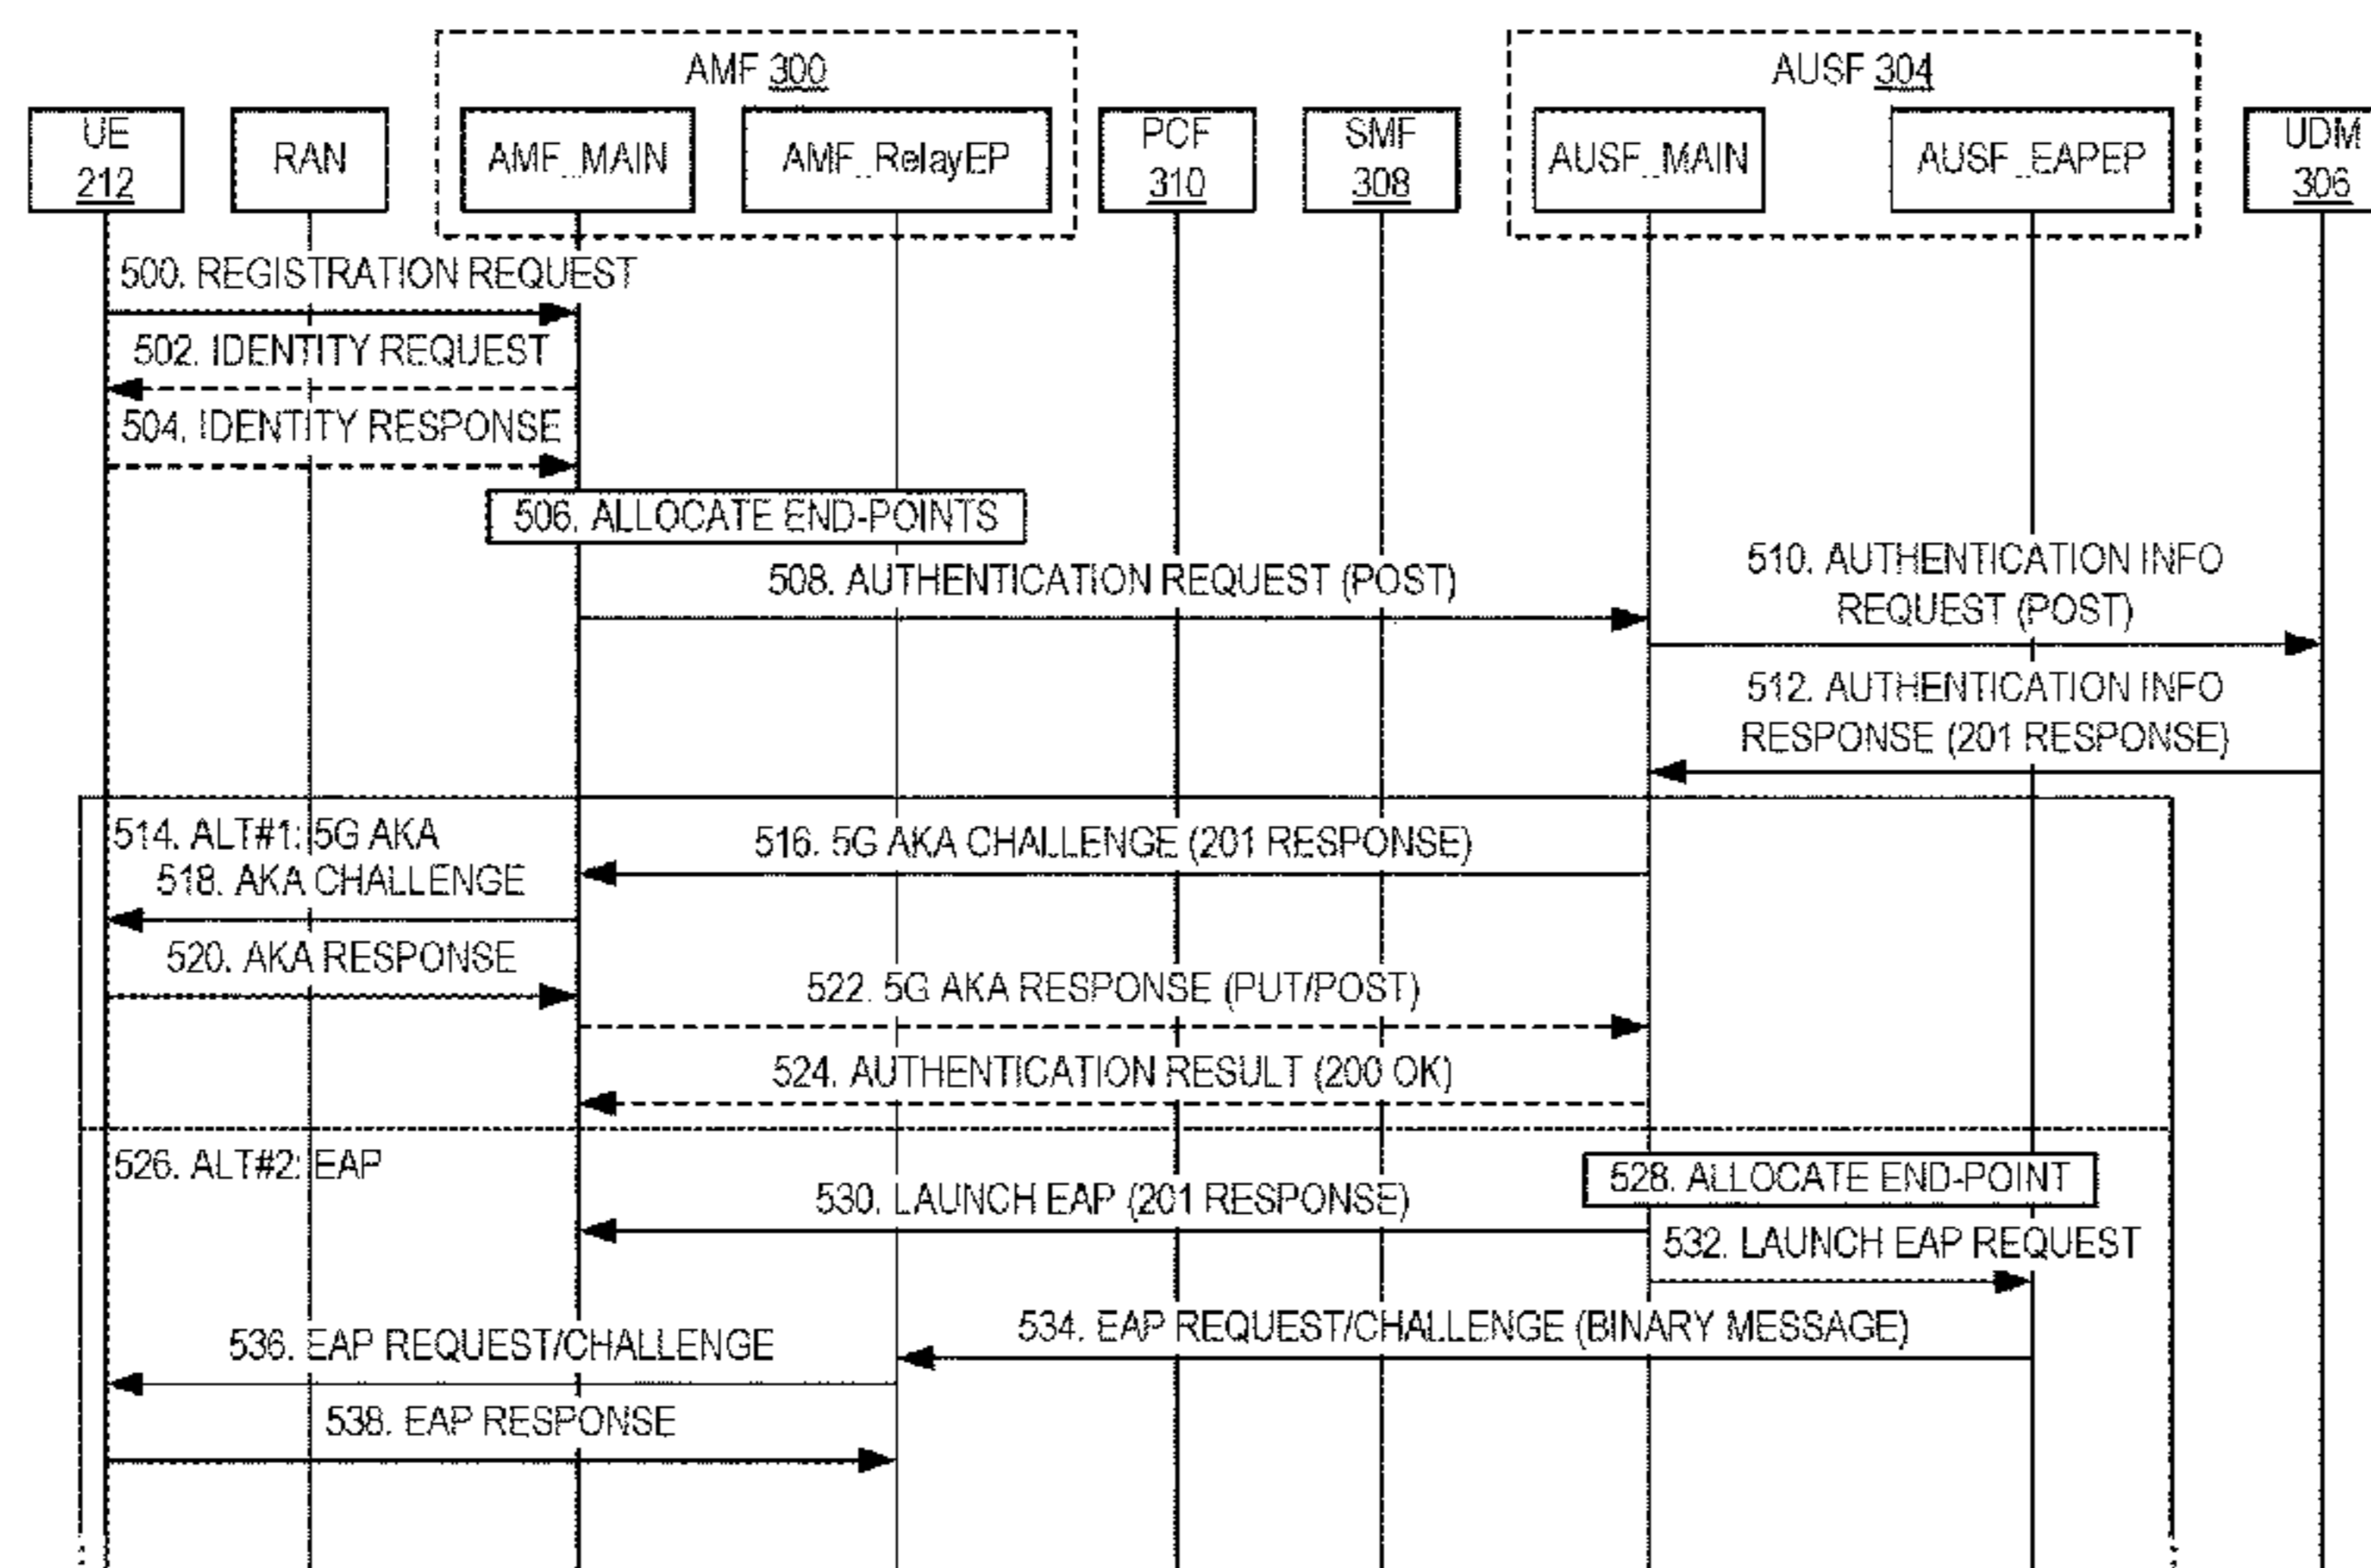 AMF 300
AUSF 304
UE
212
RAN
AMF_MAIN
AMF_RelayEP
PCF
310
SMF
308
AUSF_MAIN
AUSF_EAPEP
UDM
306
500. REGISTRATION REQUEST
502. IDENTITY REQUEST
504. IDENTITY RESPONSE
506. ALLOCATE END-POINTS
508. AUTHENTICATION REQUEST (POST)
510. AUTHENTICATION INFO
REQUEST (POST)
512. AUTHENTICATION INFO
RESPONSE (201 RESPONSE)
514. ALT#1: 5G AKA
516. 5G AKA CHALLENGE (201 RESPONSE)
518. AKA CHALLENGE
520. AKA RESPONSE
522. 5G AKA RESPONSE (PUT/POST)
524. AUTHENTICATION RESULT (200 OK)
526. ALT#2: EAP
528. ALLOCATE END-POINT
530. LAUNCH EAP (201 RESPONSE)
532. LAUNCH EAP REQUEST
534. EAP REQUEST/CHALLENGE (BINARY MESSAGE)
536. EAP REQUEST/CHALLENGE
538. EAP RESPONSE